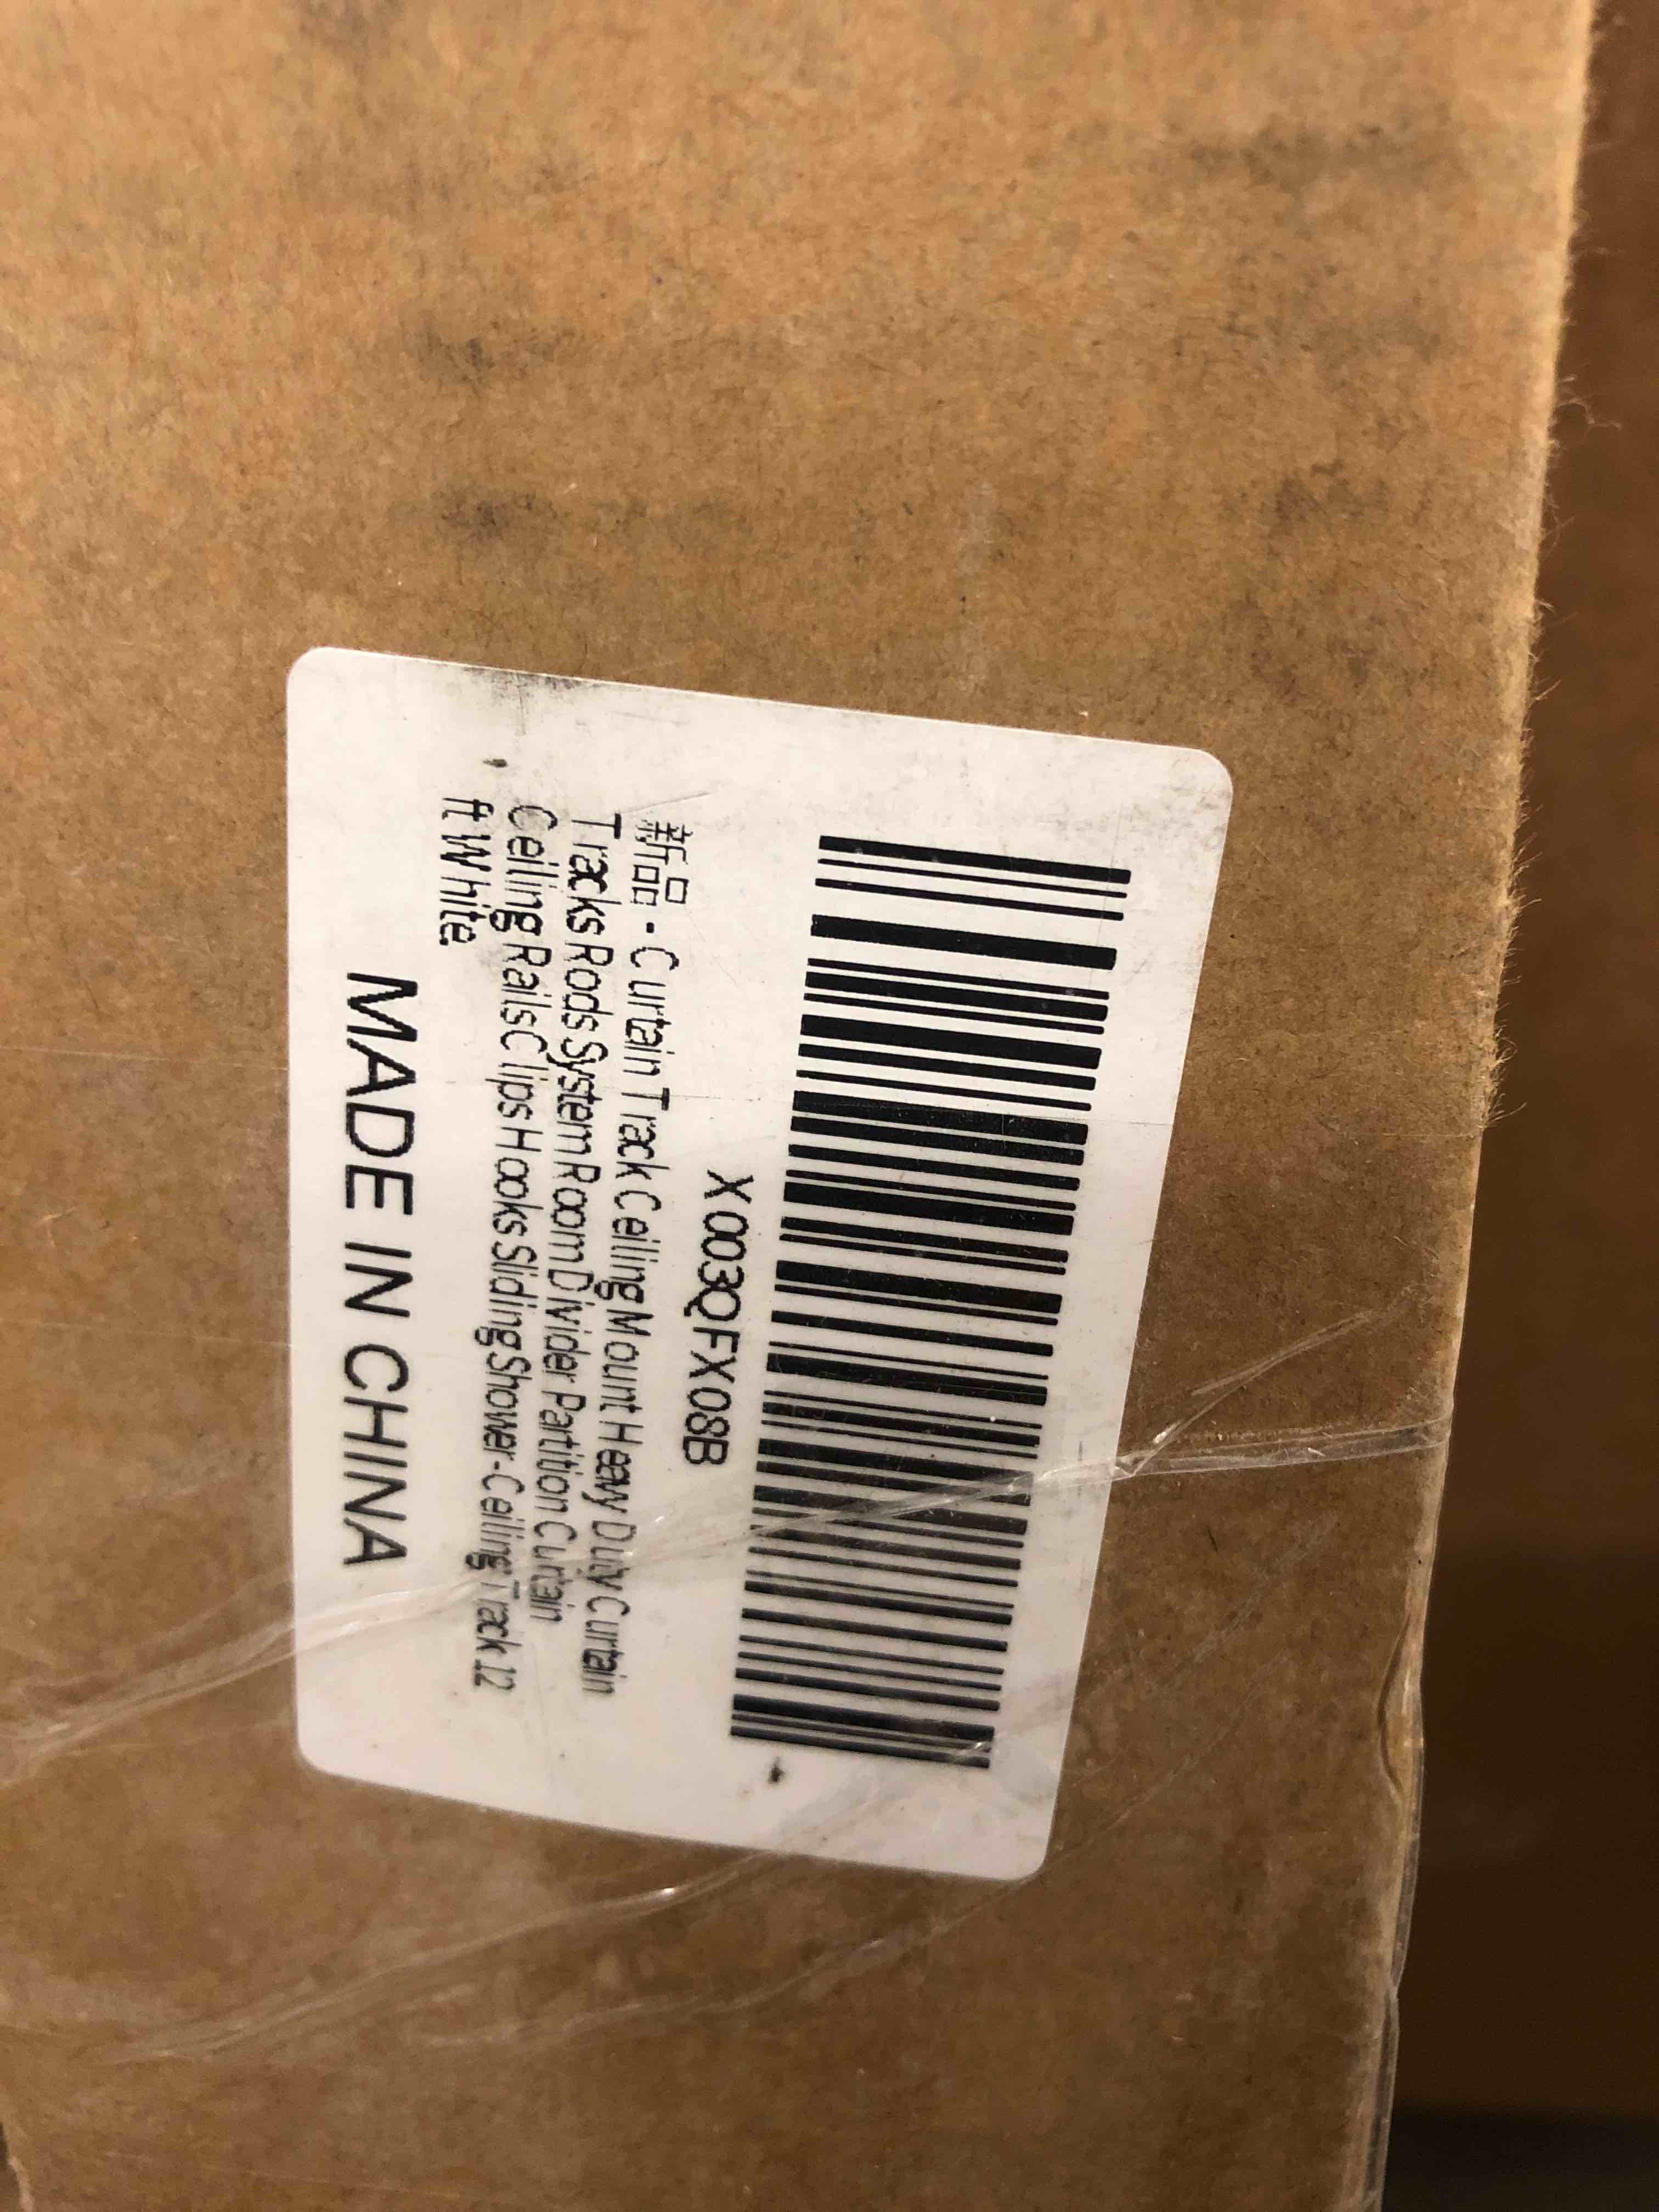 X003QFX08B
新品 - Curtain Track Ceiling Mount Heavy Duty Curtain
Tracks Rods System Room Divider Partition Curtain
Ceiling Rails Clips Hooks Sliding Shower-Ceiling Track 12
ft White
MADE IN CHINA